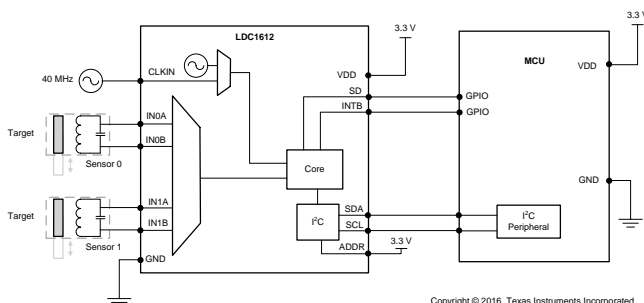 3.3 V
3.3 V
LDC1612
MCU
40 MHz
CLKIN
VDD
VDD
SD
GPIO
INTB
GPIO
Target
IN0A
IN0B
Sensor 0
Core
Target
IN1A
IN1B
Sensor 1
GND
I²C
SDA
SCL
ADDR
3.3 V
I²C
Peripheral
GND
Copyright © 2016, Texas Instruments Incorporated